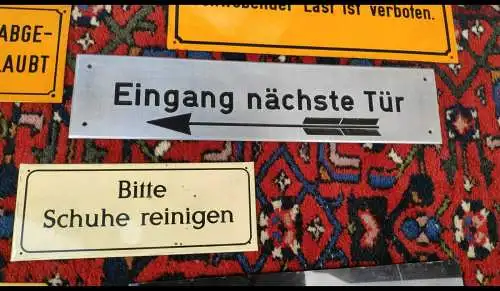 ABGE-
LAUBT
Last ist verboten.
Eingang nächste Tür
Bitte
Schuhe reinigen